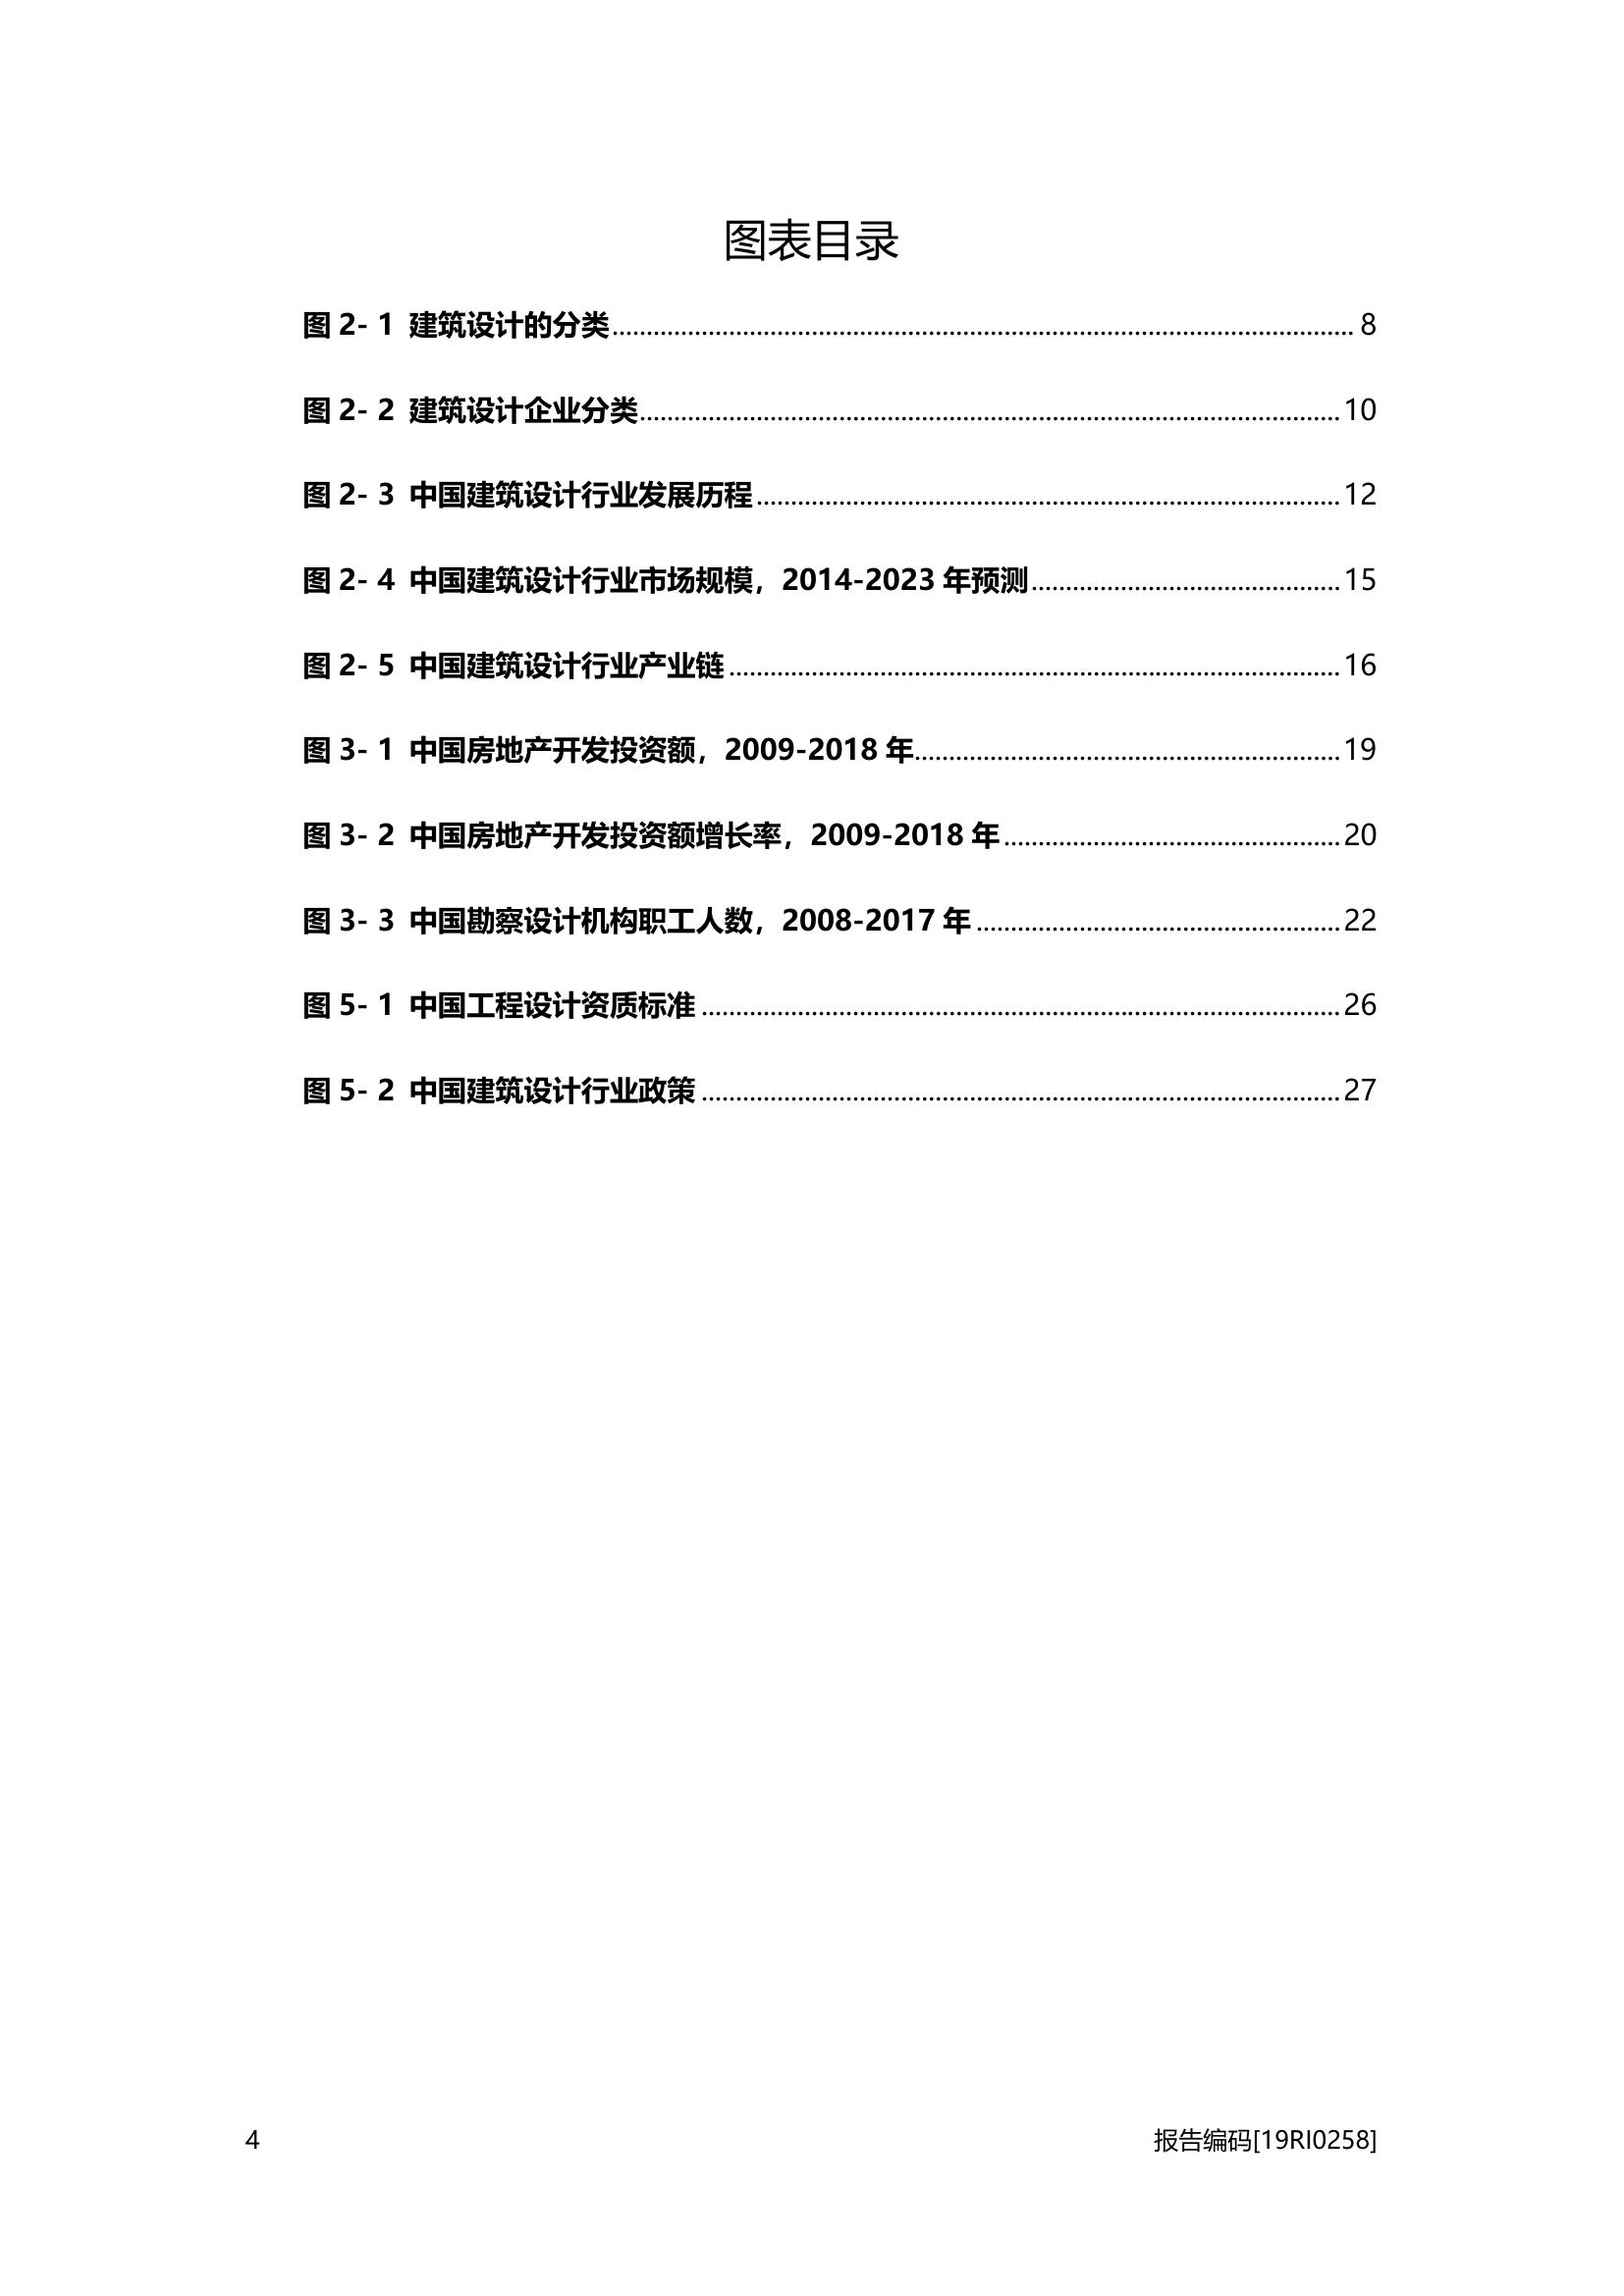 图表目录
图 2- 1 建筑设计的分类........................................ 8
图 2- 2 建筑设计企业分类........................................ 10
图 2- 3 中国建筑设计行业发展历程........................................ 12
图 2- 4 中国建筑设计行业市场规模，2014-2023 年预测........................................ 15
图 2- 5 中国建筑设计行业产业链........................................ 16
图 3- 1 中国房地产开发投资额，2009-2018 年........................................ 19
图 3- 2 中国房地产开发投资额增长率，2009-2018 年........................................ 20
图 3- 3 中国勘察设计机构职工人数，2008-2017 年........................................ 22
图 5- 1 中国工程设计资质标准........................................ 26
图 5- 2 中国建筑设计行业政策........................................ 27
4 报告编码[19RI0258]